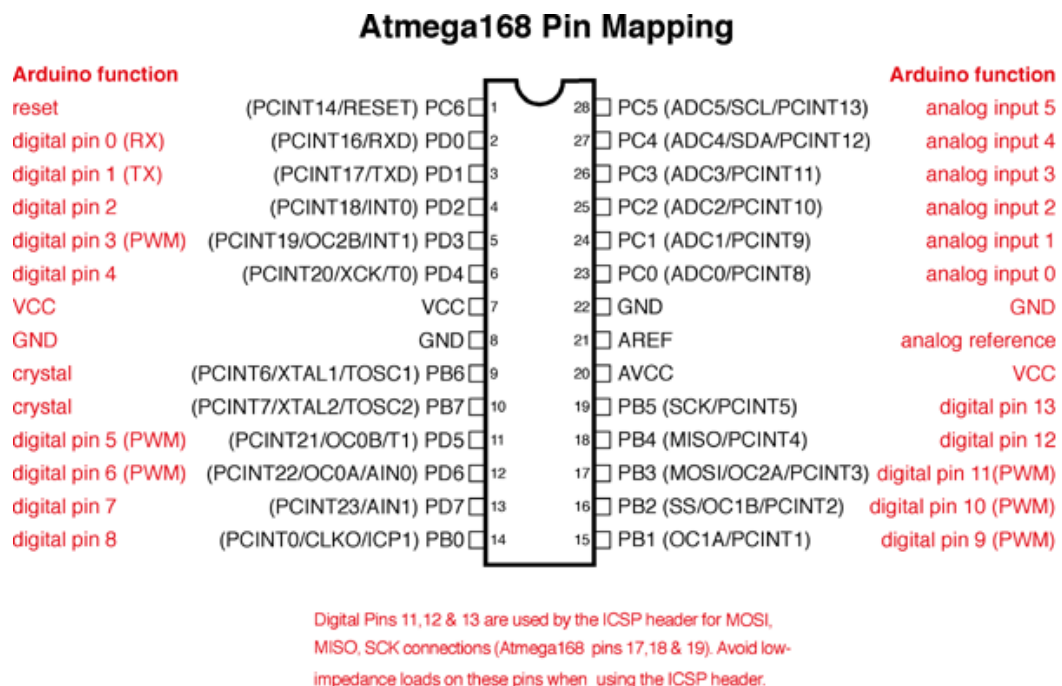 Atmega168 Pin Mapping
Arduino function Arduino function
reset (PCINT14/RESET) PC6 1 28 PC5 (ADC5/SCL/PCINT13) analog input 5
digital pin 0 (RX) (PCINT16/RXD) PD0 2 27 PC4 (ADC4/SDA/PCINT12) analog input 4
digital pin 1 (TX) (PCINT17/TXD) PD1 3 26 PC3 (ADC3/PCINT11) analog input 3
digital pin 2 (PCINT18/INT0) PD2 4 25 PC2 (ADC2/PCINT10) analog input 2
digital pin 3 (PWM) (PCINT19/OC2B/INT1) PD3 5 24 PC1 (ADC1/PCINT9) analog input 1
digital pin 4 (PCINT20/XCK/T0) PD4 6 23 PC0 (ADC0/PCINT8) analog input 0
VCC VCC 7 22 GND GND
GND GND 8 21 AREF analog reference
crystal (PCINT6/XTAL1/TOSC1) PB6 9 20 AVCC VCC
crystal (PCINT7/XTAL2/TOSC2) PB7 10 19 PB5 (SCK/PCINT5) digital pin 13
digital pin 5 (PWM) (PCINT21/OC0B/T1) PD5 11 18 PB4 (MISO/PCINT4) digital pin 12
digital pin 6 (PWM) (PCINT22/OC0A/AIN0) PD6 12 17 PB3 (MOSI/OC2A/PCINT3) digital pin 11(PWM)
digital pin 7 (PCINT23/AIN1) PD7 13 16 PB2 (SS/OC1B/PCINT2) digital pin 10 (PWM)
digital pin 8 (PCINT0/CLKO/ICP1) PB0 14 15 PB1 (OC1A/PCINT1) digital pin 9 (PWM)
Digital Pins 11,12 & 13 are used by the ICSP header for MOSI,
MISO, SCK connections (Atmega168 pins 17,18 & 19). Avoid low-
impedance loads on these pins when using the ICSP header.